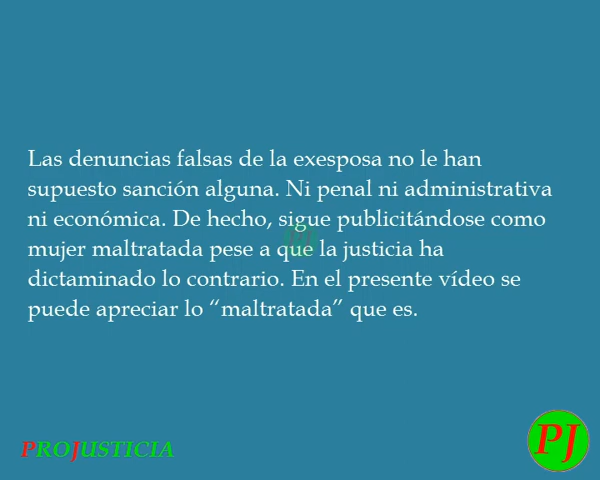 Las denuncias falsas de la exesposa no le han
supuesto sanción alguna. Ni penal ni administrativa
ni económica. De hecho, sigue publicitándose como
mujer maltratada pese a que la justicia ha
dictaminado lo contrario. En el presente vídeo se
puede apreciar lo “maltratada” que es.
PROJUSTICIA
PJ